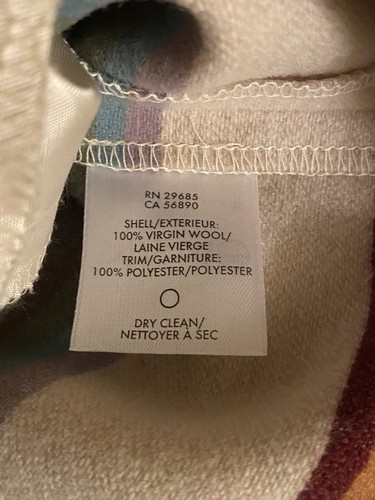 RN 29685
CA 56890
SHELL/EXTERIEUR:
100% VIRGIN WOOL/
LAINE VIERGE
TRIM/GARNITURE:
100% POLYESTER/POLYESTER
DRY CLEAN/
NETTOYER À SEC